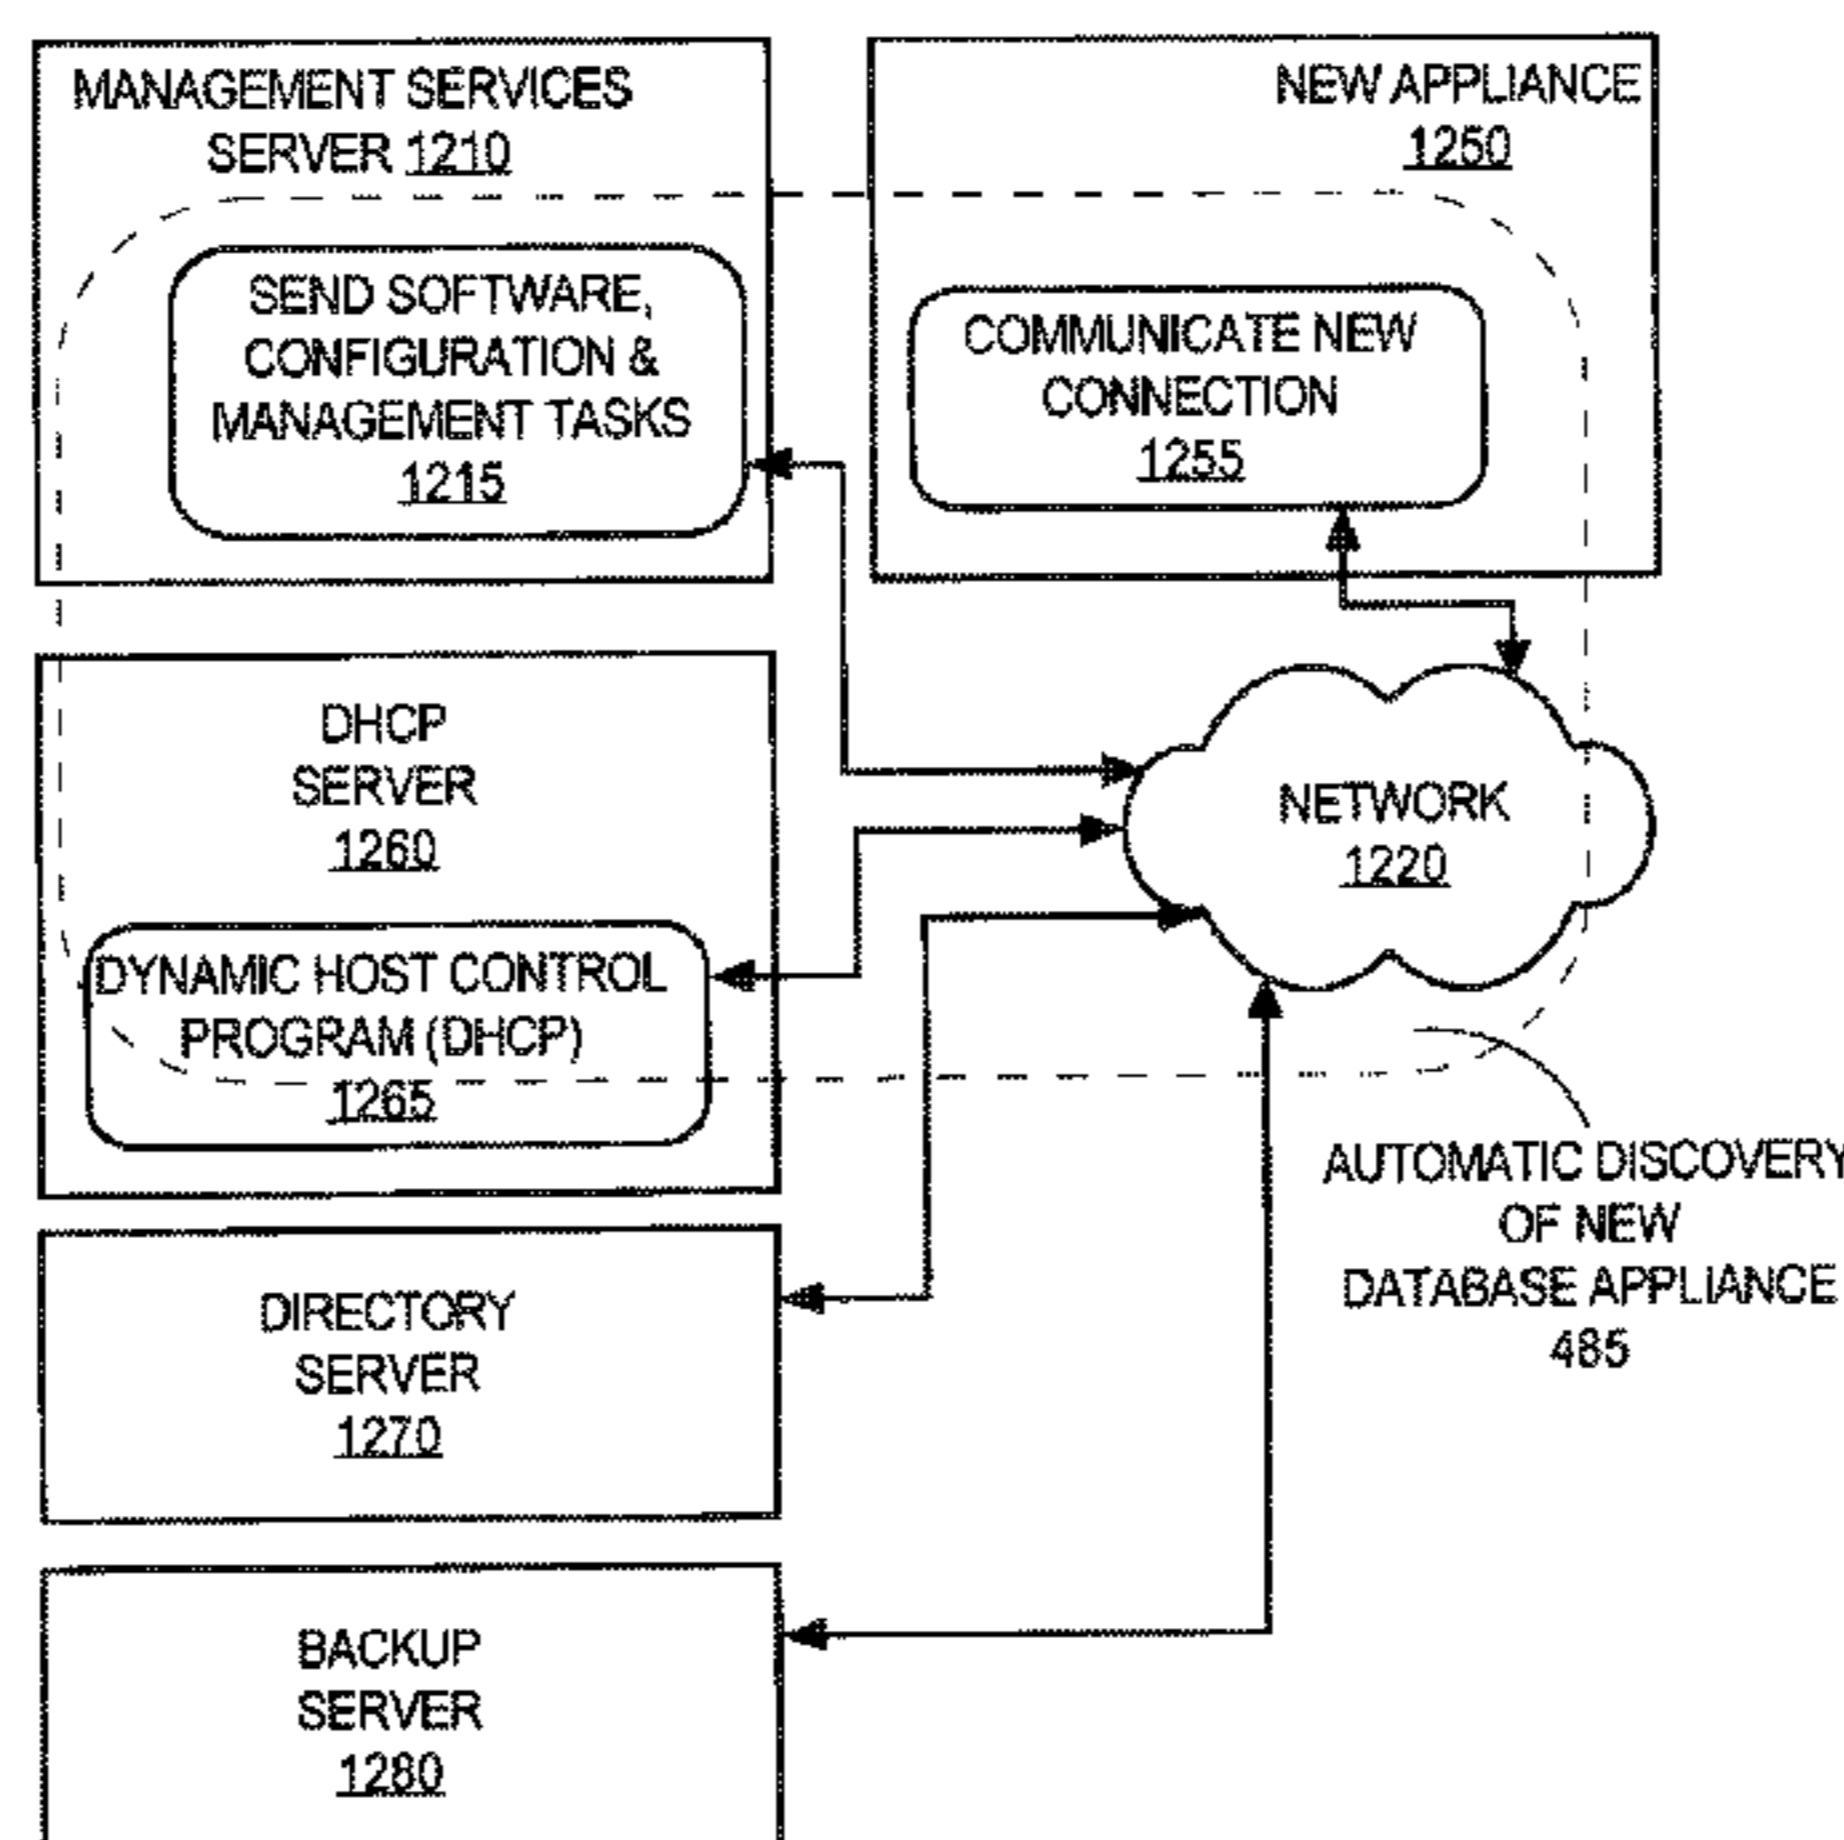 MANAGEMENT SERVICES
SERVER 1210
NEW APPLIANCE
1250
SEND SOFTWARE,
CONFIGURATION &
MANAGEMENT TASKS
1215
COMMUNICATE NEW
CONNECTION
1255
DHCP
SERVER
1260
NETWORK
1220
DYNAMIC HOST CONTROL
PROGRAM (DHCP)
1265
AUTOMATIC DISCOVERY
OF NEW
DATABASE APPLIANCE
485
DIRECTORY
SERVER
1270
BACKUP
SERVER
1280